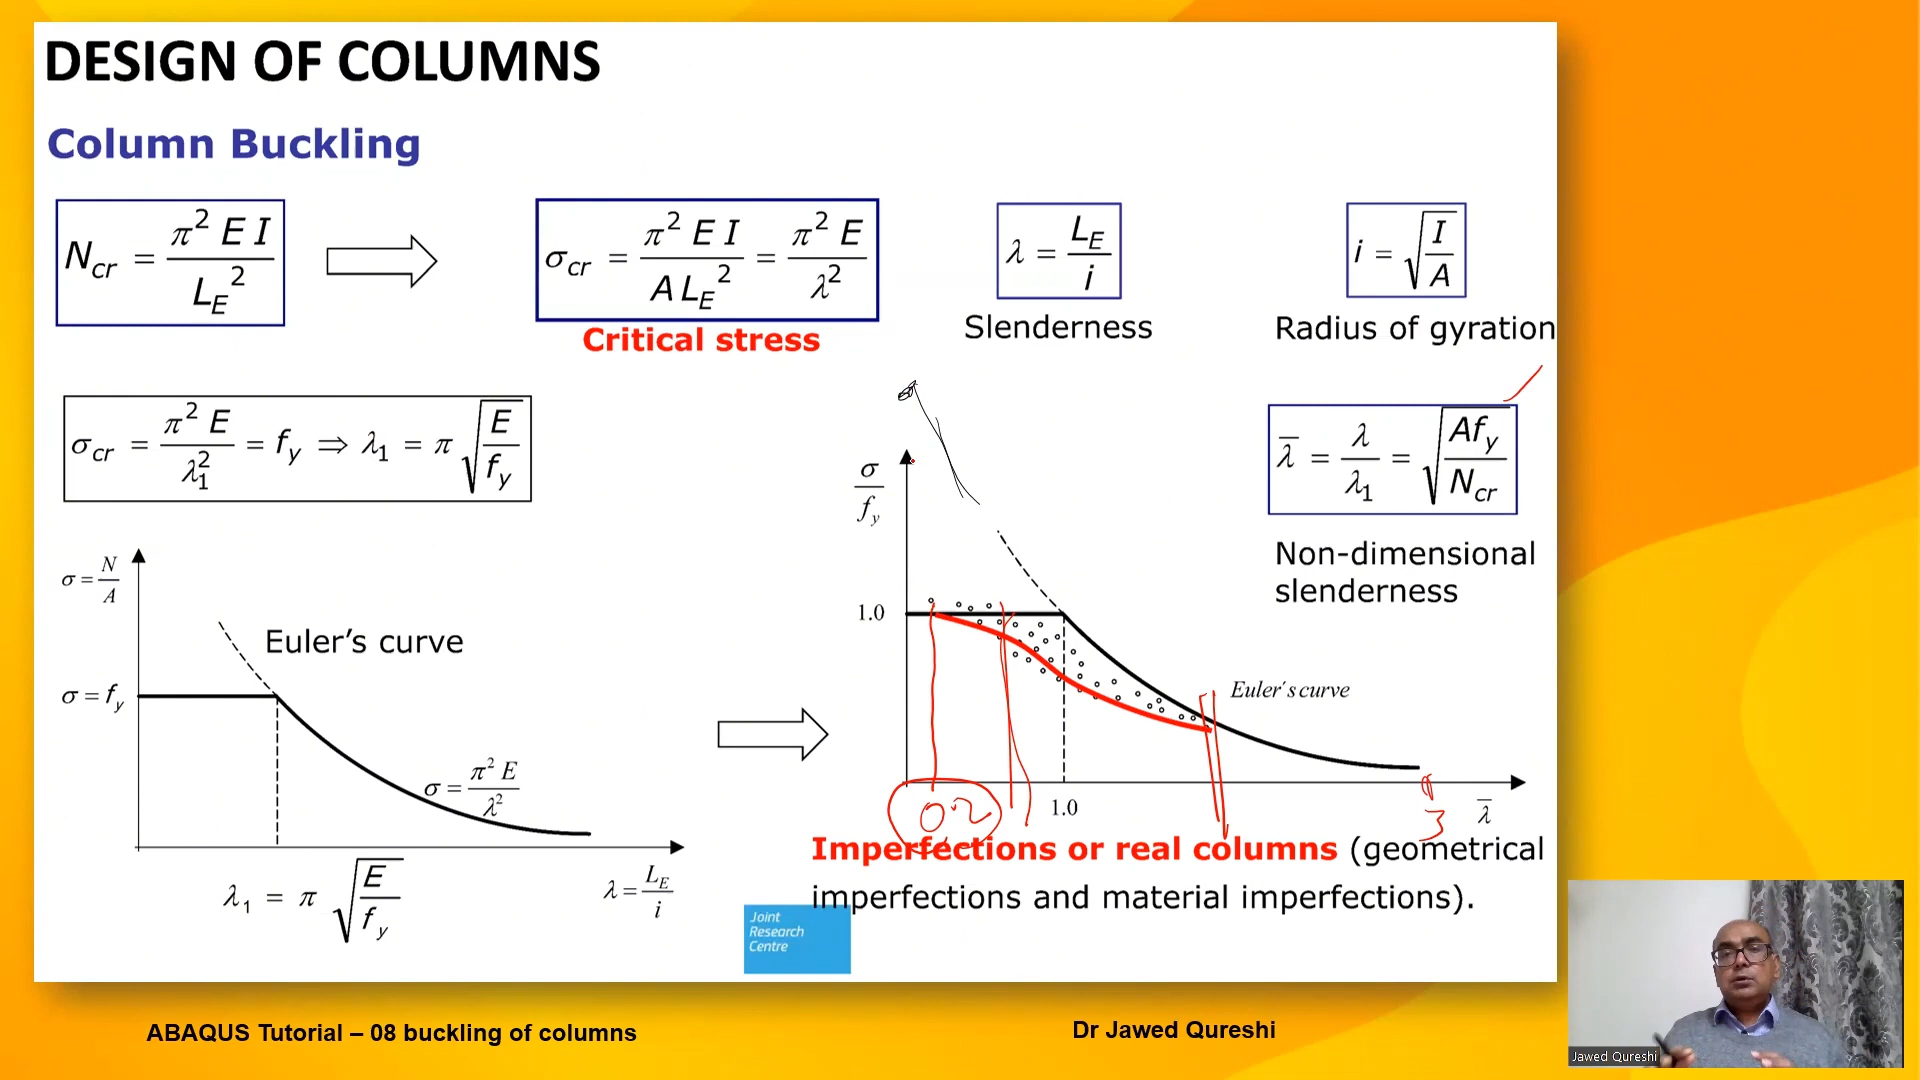 DESIGN OF COLUMNS
Column Buckling
N_cr = π² E I / L_E²
σ_cr = π² E I / A L_E² = π² E / λ²
Critical stress
λ = L_E / i
Slenderness
i = √(I / A)
Radius of gyration
σ_cr = π² E / λ₁² = f_y ⇒ λ₁ = π √(E / f_y)
λ̄ = λ / λ₁ = √(Af_y / N_cr)
Non-dimensional
slenderness
σ = N / A
Euler’s curve
σ = f_y
σ = π² E / λ²
λ₁ = π √(E / f_y)
λ = L_E / i
σ / f_y
1.0
Euler´s curve
0.2
1.0
3
λ̄
Imperfections or real columns (geometrical
imperfections and material imperfections).
Joint
Research
Centre
ABAQUS Tutorial – 08 buckling of columns
Dr Jawed Qureshi
Jawed Qureshi